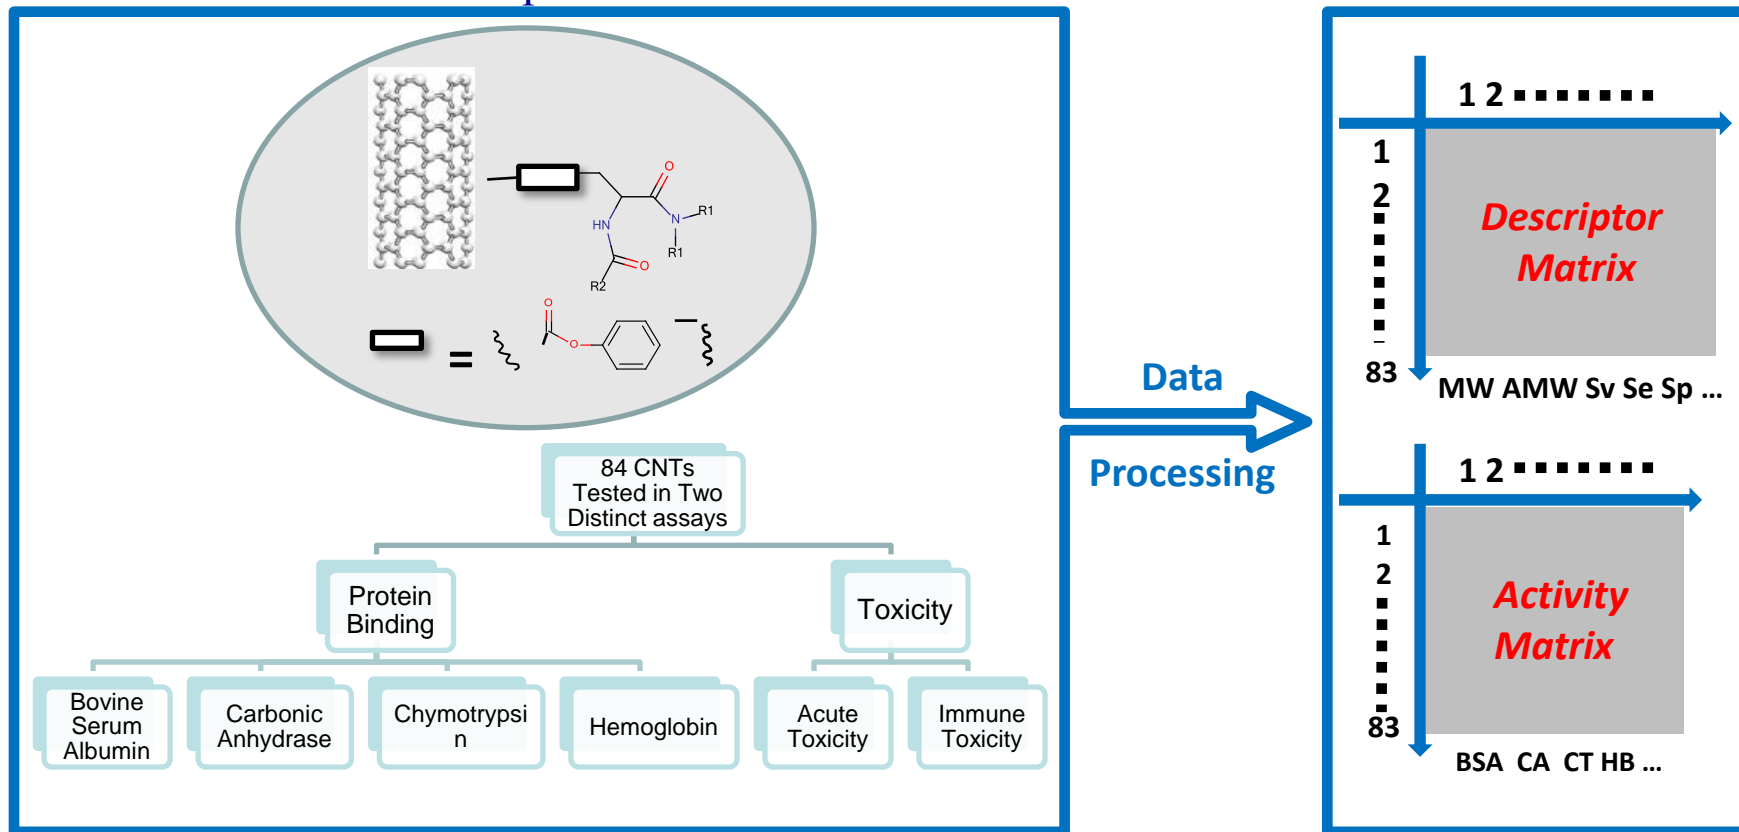 p
O
HN
N
R1
R1
O
R2
O
O
=
84 CNTs
Tested in Two
Distinct assays
Protein
Binding
Toxicity
Bovine
Serum
Albumin
Carbonic
Anhydrase
Chymotrypsi
n
Hemoglobin
Acute
Toxicity
Immune
Toxicity
Data
Processing
1 2
1
2
83
Descriptor
Matrix
MW AMW Sv Se Sp ...
1 2
1
2
83
Activity
Matrix
BSA CA CT HB ...